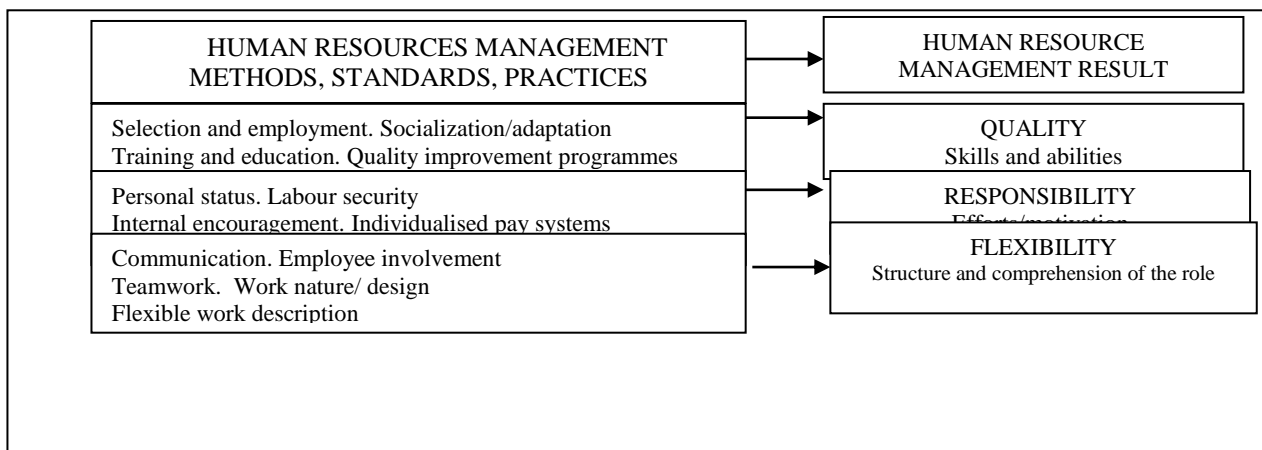 HUMAN RESOURCES MANAGEMENT
METHODS, STANDARDS, PRACTICES
HUMAN RESOURCE
MANAGEMENT RESULT
Selection and employment. Socialization/adaptation
Training and education. Quality improvement programmes
QUALITY
Skills and abilities
Personal status. Labour security
Internal encouragement. Individualised pay systems
RESPONSIBILITY
Efforts/motivation
Communication. Employee involvement
Teamwork. Work nature/ design
Flexible work description
FLEXIBILITY
Structure and comprehension of the role